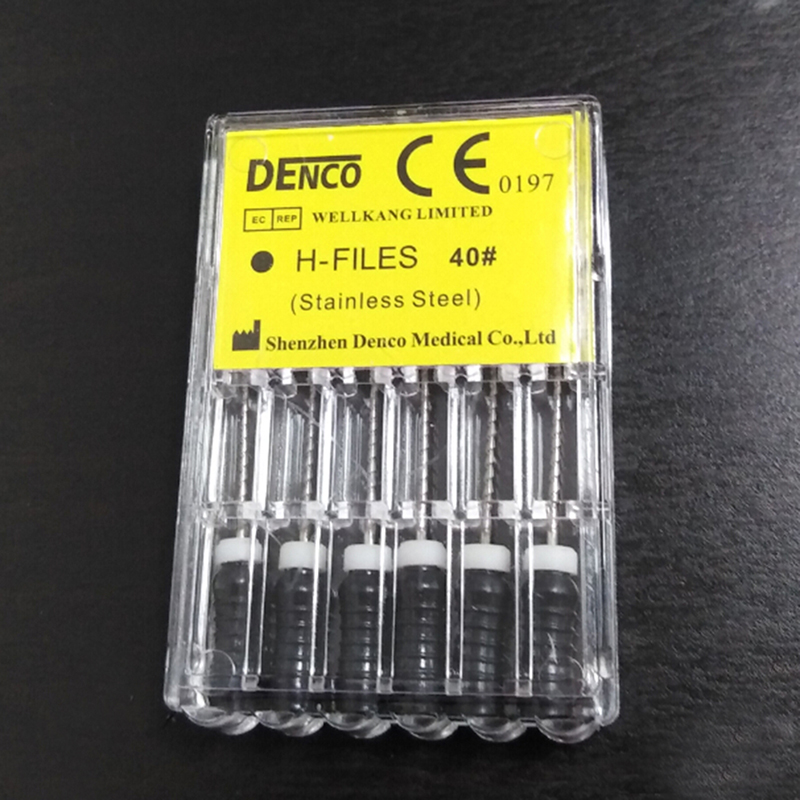 DENCO CE 0197
EC REP WELLKANG LIMITED
H-FILES 40#
(Stainless Steel)
Shenzhen Denco Medical Co.,Ltd